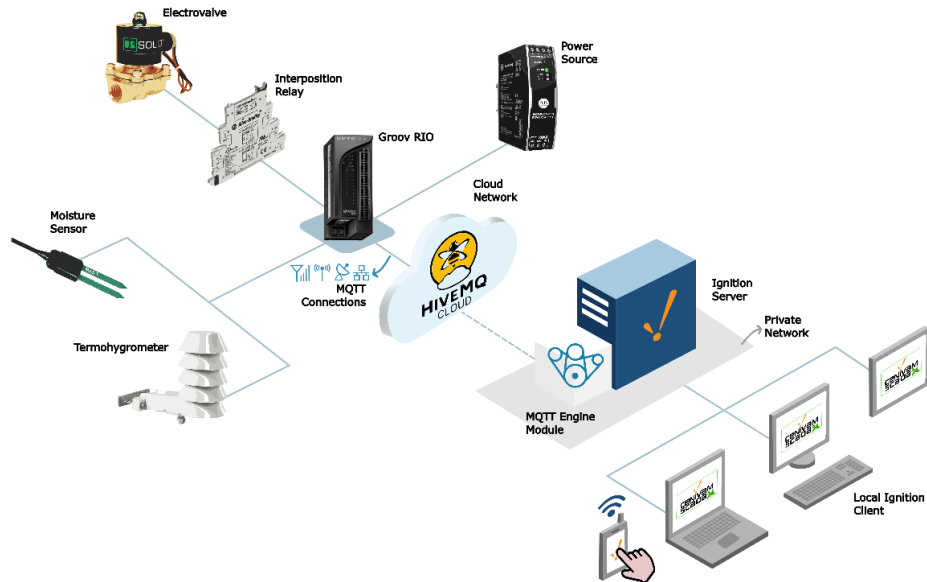 Electrovalve
Power
Source
SOLO
Interposition
Relay
Groov RIO
OPTO
Cloud
Network
Moisture
Sensor
HIVEMQ
CLOUD
MQTT
Connections
Ignition
Server
Private
Network
Termohygrometer
MQTT Engine
Module
Local Ignition
Client